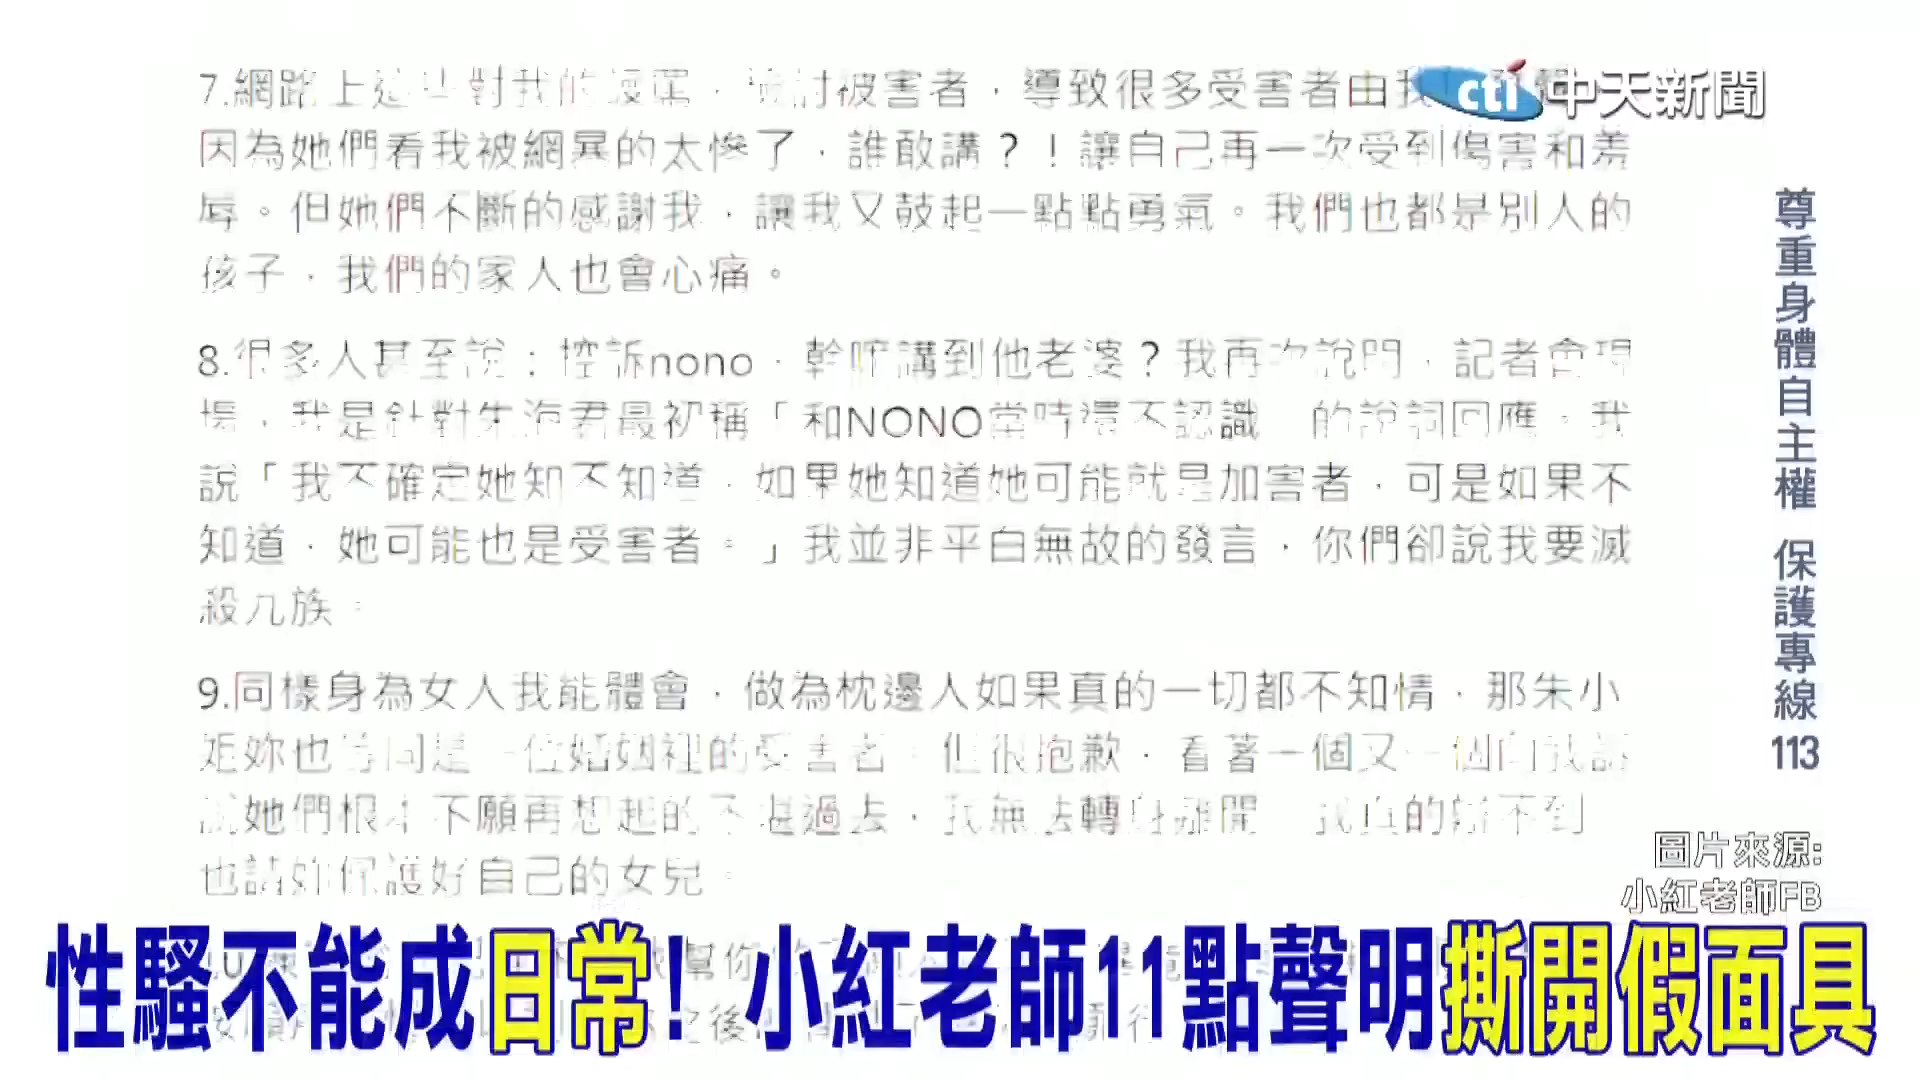 7.網路上這些對我的謾罵，檢討被害者，導致很多受害者由我
cti 中天新聞
因為她們看我被網暴的太慘了，誰敢講？！讓自己再一次受到傷害和羞
辱。但她們不斷的感謝我，讓我又鼓起一點點勇氣。我們也都是別人的
孩子，我們的家人也會心痛。
8.很多人甚至說：控訴nono，幹嘛講到他老婆？我再次說明，記者會現
場，我是針對朱海君最初稱「和NONO當時還不認識」的說詞回應，我
說「我不確定她知不知道，如果她知道她可能就是加害者，可是如果不
知道，她可能也是受害者。」我並非平白無故的發言，你們卻說我要滅
殺九族。
9.同樣身為女人我能體會，做為枕邊人如果真的一切都不知情，那朱小
姐妳也等同是一位婚姻裡的受害者。但很抱歉，看著一個又一個向我訴
說她們根本不願再想起的不堪過去，我無法轉身離開，我真的辦不到
也請妳保護好自己的女兒。
尊重身體自主權 保護專線113
圖片來源:
小紅老師FB
性騷不能成日常! 小紅老師11點聲明撕開假面具